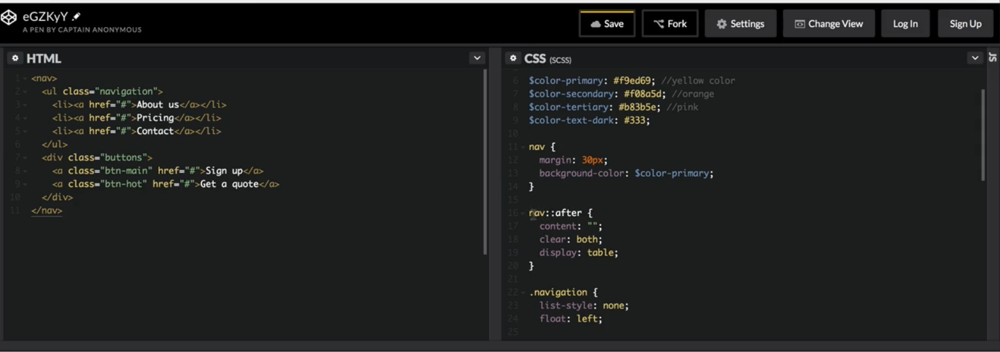 eGZKyY
A PEN BY CAPTAIN ANONYMOUS
Save
Fork
Settings
Change View
Log In
Sign Up
HTML
1 <nav>
2 <ul class="navigation">
3 <li><a href="#">About us</a></li>
4 <li><a href="#">Pricing</a></li>
5 <li><a href="#">Contact</a></li>
6 </ul>
7 <div class="buttons">
8 <a class="btn-main" href="#">Sign up</a>
9 <a class="btn-hot" href="#">Get a quote</a>
10 </div>
11 </nav>
CSS (SCSS)
6 $color-primary: #f9ed69; //yellow color
7 $color-secondary: #f08a5d; //orange
8 $color-tertiary: #b83b5e; //pink
9 $color-text-dark: #333;
10
11 nav {
12 margin: 30px;
13 background-color: $color-primary;
14 }
15
16 nav::after {
17 content: "";
18 clear: both;
19 display: table;
20 }
21
22 .navigation {
23 list-style: none;
24 float: left;
25
JS